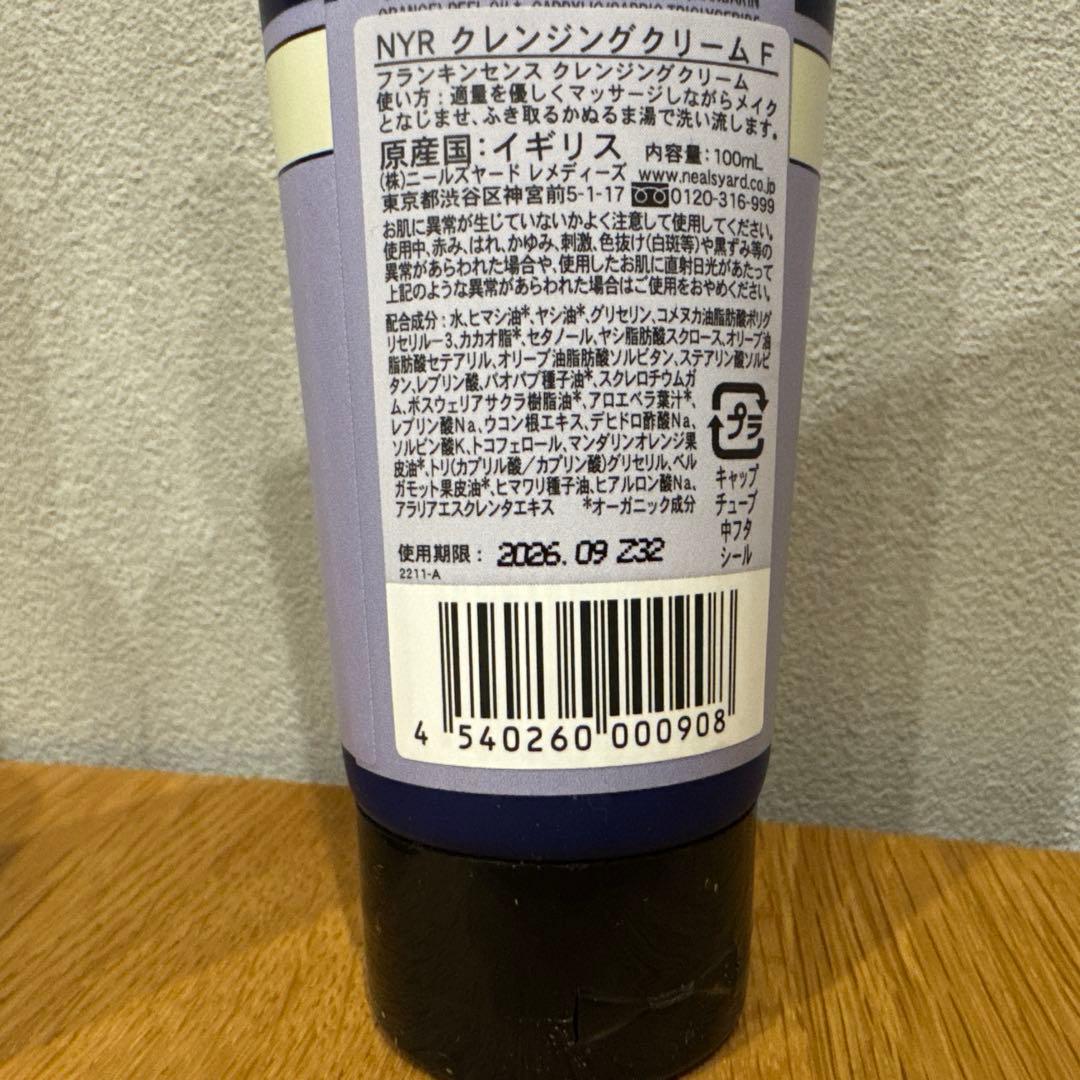 NYR クレンジングクリーム F
フランキンセンス クレンジングクリーム
使い方：適量を優しくマッサージしながらメイク
となじませ、ふき取るかぬるま湯で洗い流します。
原産国：イギリス 内容量：100mL
(株)ニールズヤード レメディーズ www.nealsyard.co.jp
東京都渋谷区神宮前5-1-17 0120-316-999
お肌に異常が生じていないかよく注意して使用してください。
使用中、赤み、はれ、かゆみ、刺激、色抜け(白斑等)や黒ずみ等の
異常があらわれた場合や、使用したお肌に直射日光があたって
上記のような異常があらわれた場合はご使用をおやめください。
配合成分：水、ヒマシ油*、ヤシ油*、グリセリン、コメヌカ油脂肪酸ポリグ
リセリル-3、カカオ脂*、セタノール、ヤシ脂肪酸スクロース、オリーブ油
脂肪酸セテアリル、オリーブ油脂肪酸ソルビタン、ステアリン酸ソルビ
タン、レブリン酸、バオバブ種子油*、スクレロチウムガ
ム、ボスウェリアサクラ樹脂油*、アロエベラ葉汁*、
レブリン酸Na、ウコン根エキス、デヒドロ酢酸Na、
ソルビン酸K、トコフェロール、マンダリンオレンジ果
皮油*、トリ(カプリル酸／カプリン酸)グリセリル、ベル
ガモット果皮油*、ヒマワリ種子油、ヒアルロン酸Na、
アラリアエスクレンタエキス *オーガニック成分
プラ
キャップ
チューブ
中フタ
シール
使用期限： 2026.09 Z32
2211-A
4 540260 000908